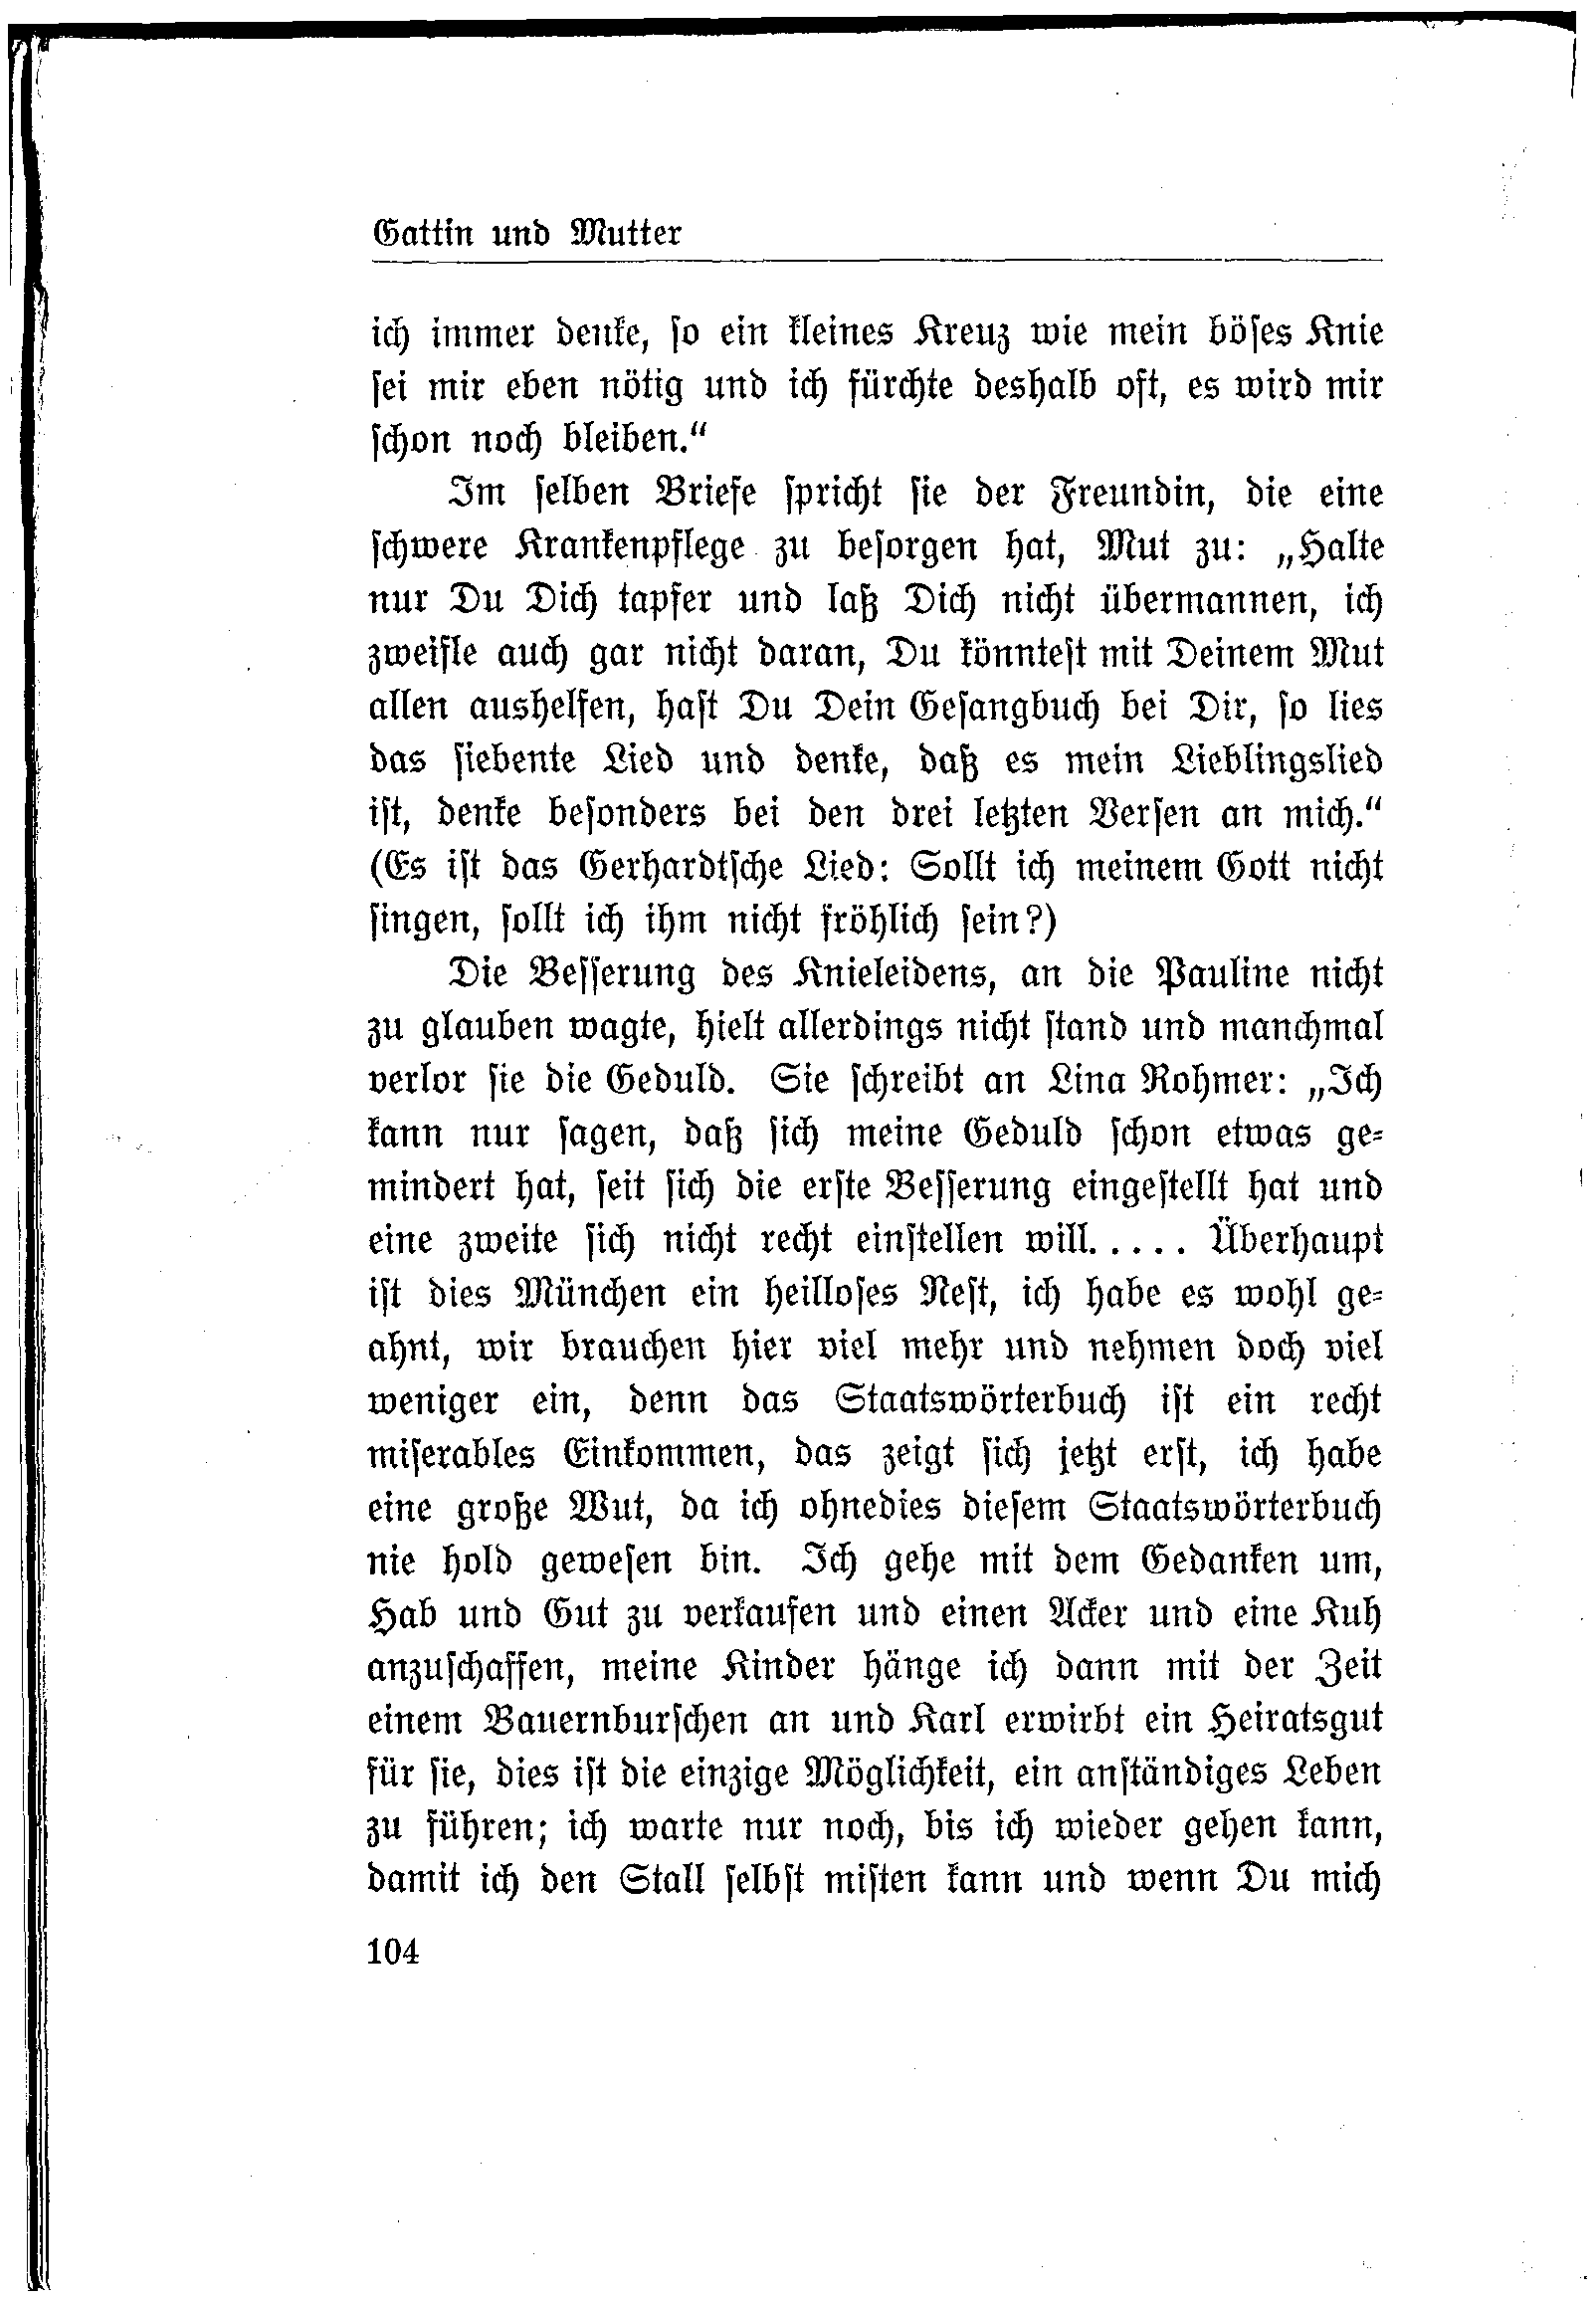 Gattin und Mutter
ich immer denke, so ein kleines Kreuz wie mein böses Knie
sei mir eben nötig und ich fürchte deshalb oft, es wird mir
schon noch bleiben.“
Im selben Briefe spricht sie der Freundin, die eine
schwere Krankenpflege zu besorgen hat, Mut zu: „Halte
nur Du Dich tapfer und laß Dich nicht übermannen, ich
zweifle auch gar nicht daran, Du könntest mit Deinem Mut
allen aushelfen, hast Du Dein Gesangbuch bei Dir, so lies
das siebente Lied und denke, daß es mein Lieblingslied
ist, denke besonders bei den drei letzten Versen an mich.“
(Es ist das Gerhardtsche Lied: Sollt ich meinem Gott nicht
singen, sollt ich ihm nicht fröhlich sein?)
Die Besserung des Knieleidens, an die Pauline nicht
zu glauben wagte, hielt allerdings nicht stand und manchmal
verlor sie die Geduld. Sie schreibt an Lina Rohmer: „Ich
kann nur sagen, daß sich meine Geduld schon etwas ge-
mindert hat, seit sich die erste Besserung eingestellt hat und
eine zweite sich nicht recht einstellen will..... Überhaupt
ist dies München ein heilloses Nest, ich habe es wohl ge-
ahnt, wir brauchen hier viel mehr und nehmen doch viel
weniger ein, denn das Staatswörterbuch ist ein recht
miserables Einkommen, das zeigt sich jetzt erst, ich habe
eine große Wut, da ich ohnedies diesem Staatswörterbuch
nie hold gewesen bin. Ich gehe mit dem Gedanken um,
Hab und Gut zu verkaufen und einen Acker und eine Kuh
anzuschaffen, meine Kinder hänge ich dann mit der Zeit
einem Bauernburschen an und Karl erwirbt ein Heiratsgut
für sie, dies ist die einzige Möglichkeit, ein anständiges Leben
zu führen; ich warte nur noch, bis ich wieder gehen kann,
damit ich den Stall selbst misten kann und wenn Du mich
104